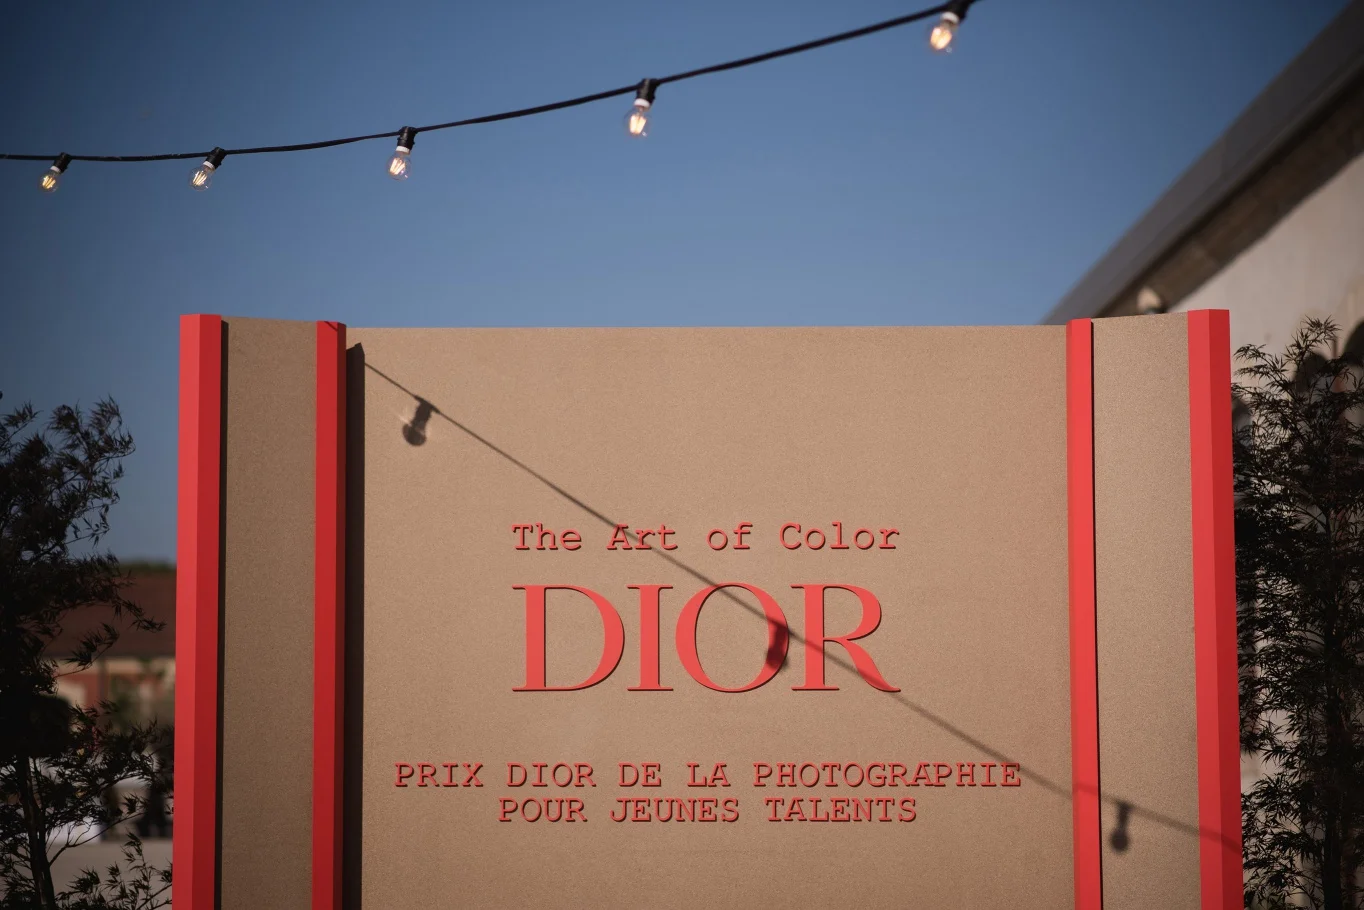 The Art of Color
DIOR
PRIX DIOR DE LA PHOTOGRAPHIE
POUR JEUNES TALENTS